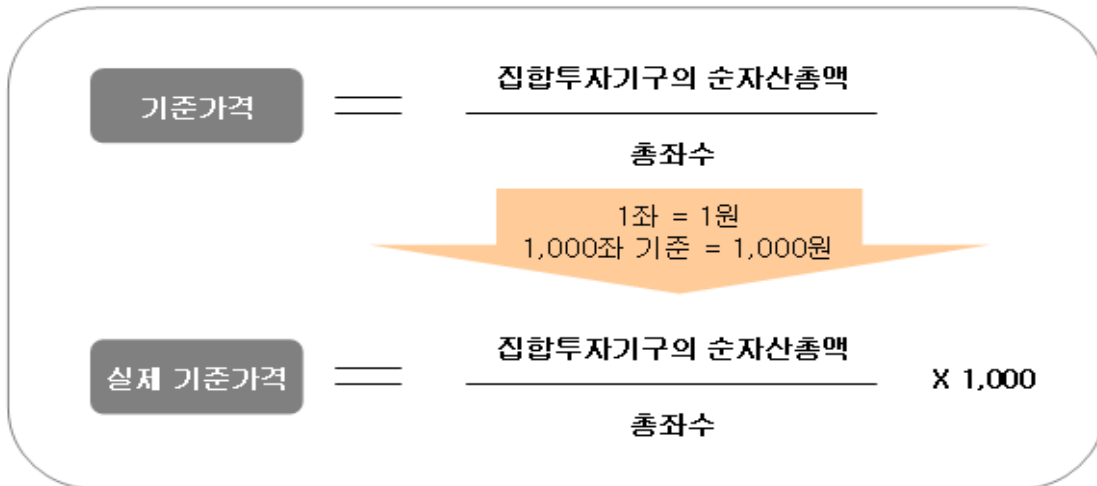 집합투자기구의 순자산총액
기준가격 =
총좌수
1좌 = 1원
1,000좌 기준 = 1,000원
집합투자기구의 순자산총액
실제 기준가격 = X 1,000
총좌수